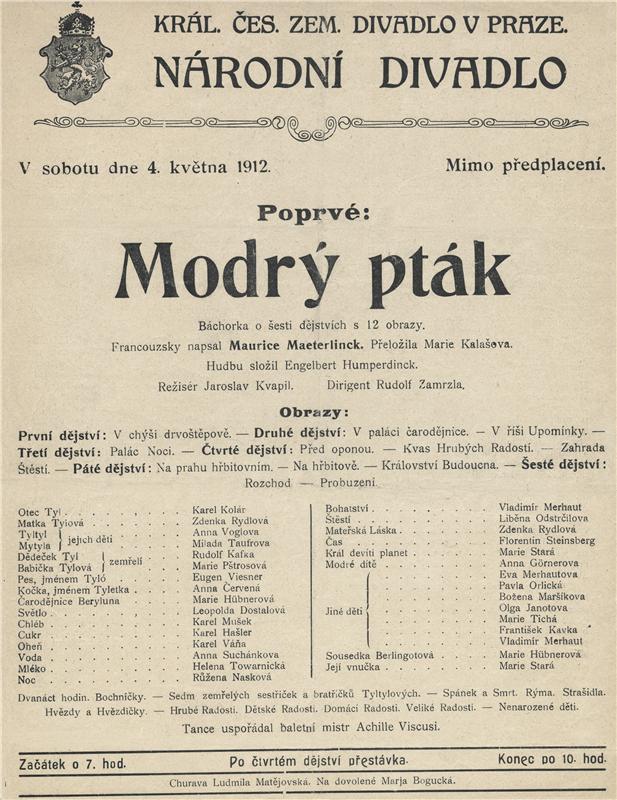 KRÁL. ČES. ZEM. DIVADLO V PRAZE.
NÁRODNÍ DIVADLO
V sobotu dne 4. května 1912.
Mimo předplacení.
Poprvé:
Modrý pták
Báchorka o šesti dějstvích s 12 obrazy.
Francouzsky napsal Maurice Maeterlinck. Přeložila Marie Kalašova.
Hudbu složil Engelbert Humperdinck.
Režisér Jaroslav Kvapil. Dirigent Rudolf Zamrzla.
Obrazy:
První dějství: V chýši drvoštěpově. — Druhé dějství: V paláci čarodějnice. — V říši Upomínky. —
Třetí dějství: Palác Noci. — Čtvrté dějství: Před oponou. — Kvas Hrubých Radostí. — Zahrada
Štěstí. — Páté dějství: Na prahu hřbitovním. — Na hřbitově. — Království Budoucna. — Šesté dějství:
Rozchod — Probuzení.
Otec Tyl . . . . . Karel Kolár
Matka Tylová . . . . . Zdenka Rydlová
Tyltyl } jejich děti . . . . . Anna Voglova
Mytyla } . . . . . Milada Taufrova
Dědeček Tyl } zemřelí . . . . . Rudolf Kafka
Babička Tylová } . . . . . Marie Pštrosová
Pes, jménem Tyló . . . . . Eugen Viesner
Kočka, jménem Tyletka . . . . . Anna Červená
Čarodějnice Beryluna . . . . . Marie Hübnerová
Světlo . . . . . Leopolda Dostalová
Chléb . . . . . Karel Mušek
Cukr . . . . . Karel Hašler
Oheň . . . . . Karel Váňa
Voda . . . . . Anna Suchánkova
Mléko . . . . . Helena Towarnická
Noc . . . . . Růžena Nasková
Bohatství . . . . . Vladimír Merhaut
Štěstí . . . . . Liběna Odstrčilova
Mateřská Láska . . . . . Zdenka Rydlová
Čas . . . . . Florentin Steinsberg
Král devíti planet . . . . . Marie Stará
Modré dítě . . . . . Anna Görnerova
Eva Merhautova
Pavla Orlická
Božena Maršíkova
Jiné děti { . . . . . Olga Janotova
Marie Tichá
František Kavka
Vladimír Merhaut
Sousedka Berlingotová . . . . . Marie Hübnerová
Její vnučka . . . . . Marie Stará
Dvanáct hodin. Bochníčky. — Sedm zemřelých sestřiček a bratříčků Tyltylových. — Spánek a Smrt. Rýma. Strašidla.
Hvězdy a Hvězdičky. — Hrubé Radosti. Dětské Radosti. Domácí Radosti. Veliké Radosti. — Nenarozené děti.
Tance uspořádal baletní mistr Achille Viscusi.
Začátek o 7. hod.
Po čtvrtém dějství přestávka.
Konec po 10. hod.
Churava Ludmila Matějovská. Na dovolené Marja Bogucká.